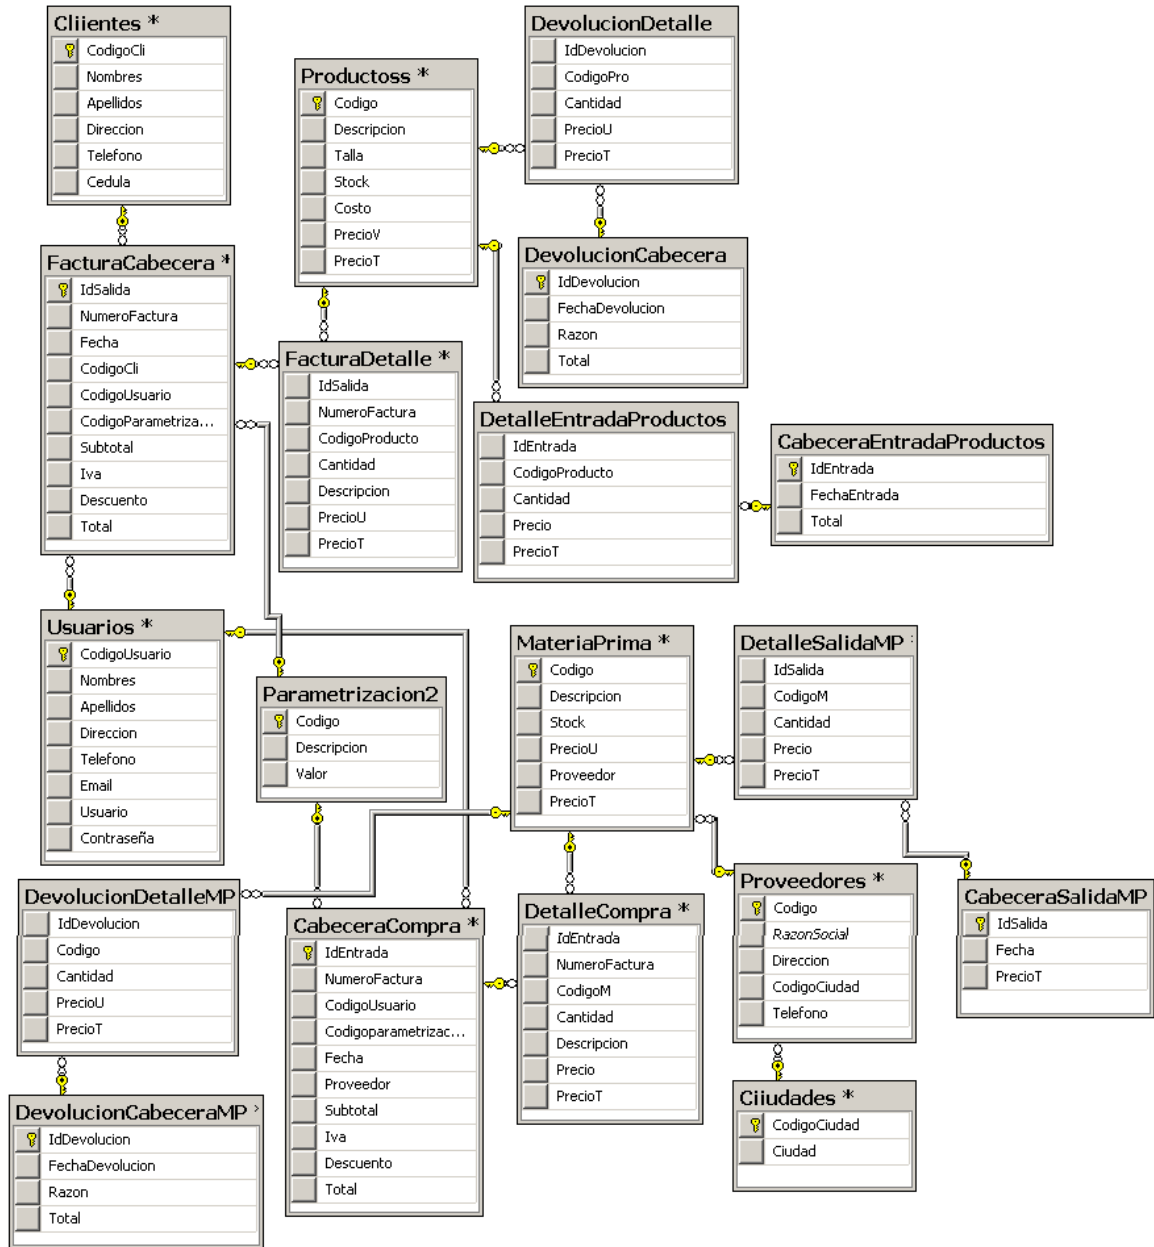 Cliientes *
CodigoCli
Nombres
Apellidos
Direccion
Telefono
Cedula
Productoss *
Codigo
Descripcion
Talla
Stock
Costo
PrecioV
PrecioT
DevolucionDetalle
IdDevolucion
CodigoPro
Cantidad
PrecioU
PrecioT
FacturaCabecera *
IdSalida
NumeroFactura
Fecha
CodigoCli
CodigoUsuario
CodigoParametriza...
Subtotal
Iva
Descuento
Total
DevolucionCabecera
IdDevolucion
FechaDevolucion
Razon
Total
FacturaDetalle *
IdSalida
NumeroFactura
CodigoProducto
Cantidad
Descripcion
PrecioU
PrecioT
DetalleEntradaProductos
IdEntrada
CodigoProducto
Cantidad
Precio
PrecioT
CabeceraEntradaProductos
IdEntrada
FechaEntrada
Total
Usuarios *
CodigoUsuario
Nombres
Apellidos
Direccion
Telefono
Email
Usuario
Contraseña
Parametrizacion2
Codigo
Descripcion
Valor
MateriaPrima *
Codigo
Descripcion
Stock
PrecioU
Proveedor
PrecioT
DetalleSalidaMP
IdSalida
CodigoM
Cantidad
Precio
PrecioT
DevolucionDetalleMP
IdDevolucion
Codigo
Cantidad
PrecioU
PrecioT
CabeceraCompra *
IdEntrada
NumeroFactura
CodigoUsuario
Codigoparametrizac...
Fecha
Proveedor
Subtotal
Iva
Descuento
Total
DetalleCompra *
IdEntrada
NumeroFactura
CodigoM
Cantidad
Descripcion
Precio
PrecioT
Proveedores *
Codigo
RazonSocial
Direccion
CodigoCiudad
Telefono
CabeceraSalidaMP
IdSalida
Fecha
PrecioT
DevolucionCabeceraMP
IdDevolucion
FechaDevolucion
Razon
Total
Ciiudades *
CodigoCiudad
Ciudad